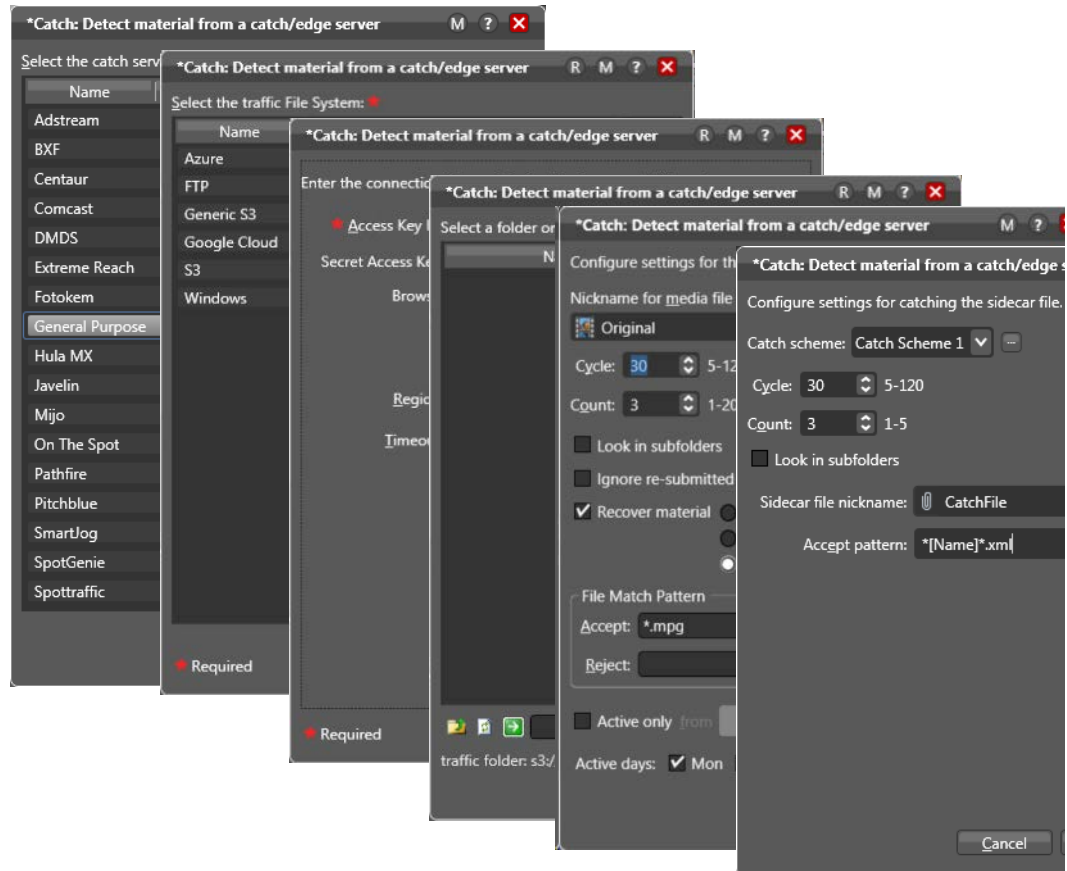 *Catch: Detect material from a catch/edge server M ?
Select the catch serv
Name
Adstream
BXF
Centaur
Comcast
DMDS
Extreme Reach
Fotokem
General Purpose
Hula MX
Javelin
Mijo
On The Spot
Pathfire
Pitchblue
SmartJog
SpotGenie
Spottraffic
*Catch: Detect material from a catch/edge server R M ?
Select the traffic File System:
Name
Azure
FTP
Generic S3
Google Cloud
S3
Windows
Required
*Catch: Detect material from a catch/edge server R M ?
Enter the connectio
Access Key I
Secret Access Ke
Brows
Regio
Timeou
Required
*Catch: Detect material from a catch/edge server R M ?
Select a folder or
N
traffic folder: s3:/
*Catch: Detect material from a catch/edge server M ?
Configure settings for th
Nickname for media file
Original
Cycle: 30 5-12
Count: 3 1-20
Look in subfolders
Ignore re-submitted
Recover material
File Match Pattern
Accept: *.mpg
Reject:
Active only from
Active days: Mon
*Catch: Detect material from a catch/edge s
Configure settings for catching the sidecar file.
Catch scheme: Catch Scheme 1
Cycle: 30 5-120
Count: 3 1-5
Look in subfolders
Sidecar file nickname: CatchFile
Accept pattern: *[Name]*.xml
Cancel